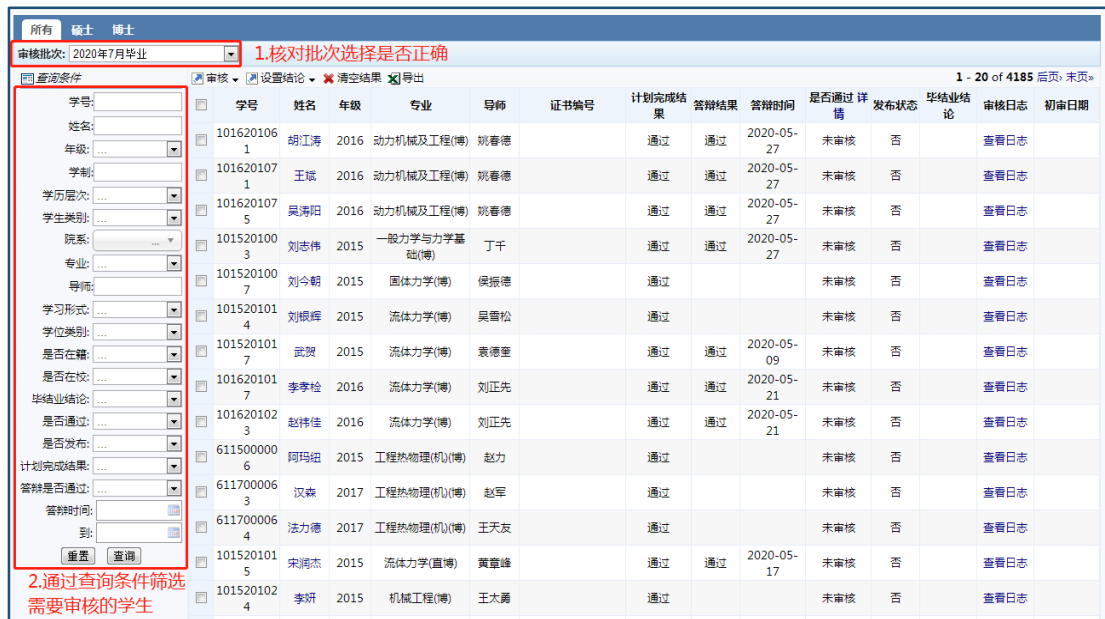 所有 硕士 博士
审核批次: 2020年7月毕业
1.核对批次选择是否正确
查询条件
审核 设置结论 清空结果 导出
1 - 20 of 4185 后页› 末页»
学号:
姓名:
年级: ...
学制:
学历层次: ...
学生类别: ...
院系: ...
专业: ...
导师:
学习形式: ...
学位类别: ...
是否在籍: ...
是否在校: ...
毕结业结论: ...
是否通过: ...
是否发布: ...
计划完成结果: ...
答辩是否通过: ...
答辩时间:
到:
重置 查询
2.通过查询条件筛选
需要审核的学生
学号 姓名 年级 专业 导师 证书编号 计划完成结果 答辩结果 答辩时间 是否通过 详情 发布状态 毕结业结论 审核日志 初审日期
1016201061 胡江涛 2016 动力机械及工程(博) 姚春德 通过 通过 2020-05-27 未审核 否 查看日志
1016201071 王斌 2016 动力机械及工程(博) 姚春德 通过 通过 2020-05-27 未审核 否 查看日志
1016201075 吴涛阳 2016 动力机械及工程(博) 姚春德 通过 通过 2020-05-27 未审核 否 查看日志
1015201003 刘志伟 2015 一般力学与力学基础(博) 丁千 通过 通过 2020-05-27 未审核 否 查看日志
1015201007 刘今朝 2015 固体力学(博) 侯振德 通过 未审核 否 查看日志
1015201014 刘银辉 2015 流体力学(博) 吴雪松 通过 未审核 否 查看日志
1015201017 武贺 2015 流体力学(博) 袁德奎 通过 通过 2020-05-09 未审核 否 查看日志
1016201017 李孝检 2016 流体力学(博) 刘正先 通过 通过 2020-05-21 未审核 否 查看日志
1016201023 赵祎佳 2016 流体力学(博) 刘正先 通过 通过 2020-05-21 未审核 否 查看日志
6115000006 阿玛纽 2015 工程热物理(机)(博) 赵力 通过 未审核 否 查看日志
6117000063 汉森 2017 工程热物理(机)(博) 赵军 通过 未审核 否 查看日志
6117000064 法力德 2017 工程热物理(机)(博) 王天友 通过 未审核 否 查看日志
1015201015 宋润杰 2015 流体力学(直博) 黄章峰 通过 通过 2020-05-17 未审核 否 查看日志
1015201024 李妍 2015 机械工程(博) 王太勇 通过 未审核 否 查看日志